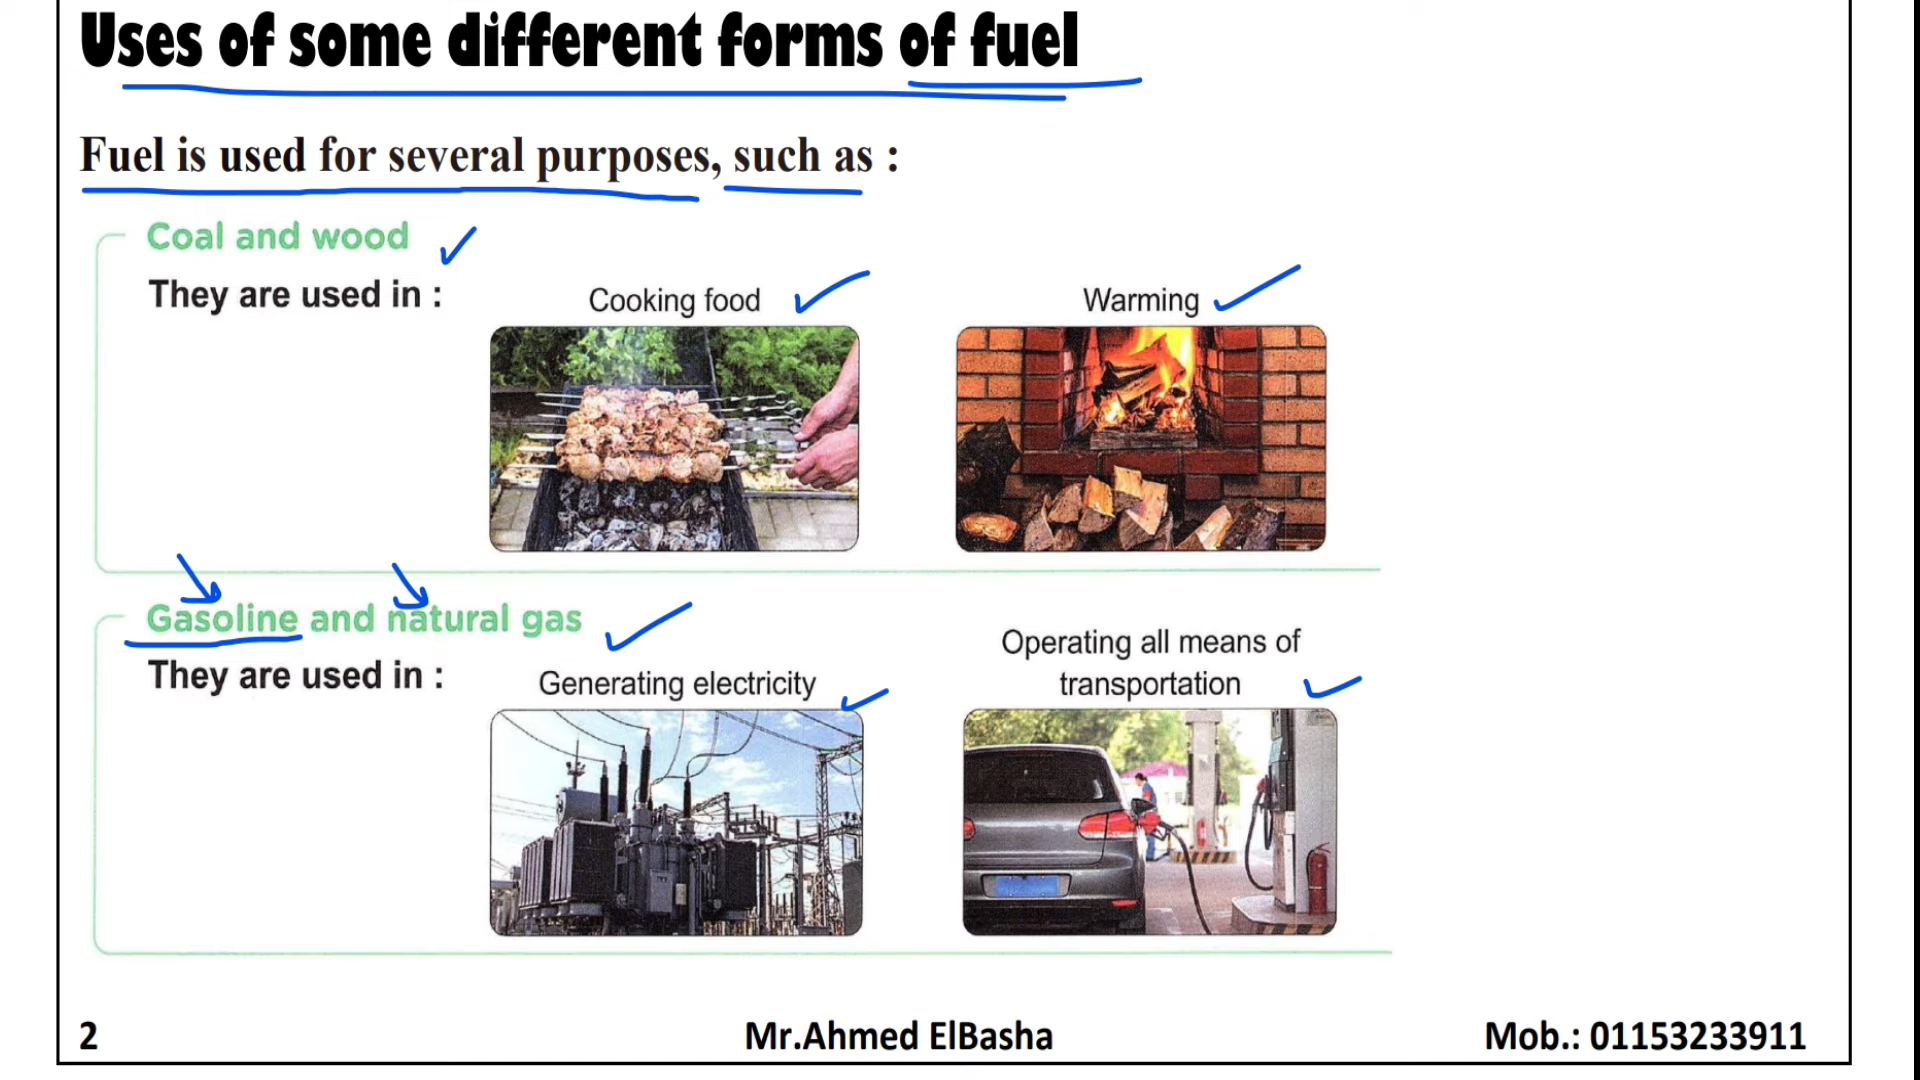 Uses of some different forms of fuel
Fuel is used for several purposes, such as :
Coal and wood
They are used in :
Cooking food
Warming
Gasoline and natural gas
They are used in :
Generating electricity
Operating all means of
transportation
2
Mr.Ahmed ElBasha
Mob.: 01153233911